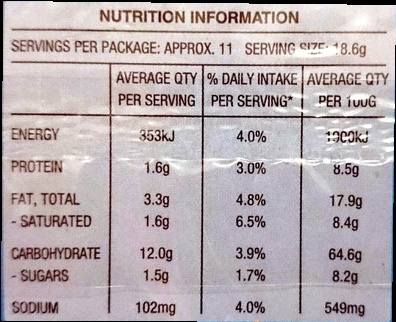 NUTRITION INFORMATION
SERVINGS PER PACKAGE: APPROX. 11 SERVING SIZE: 18.6g
AVERAGE QTY % DAILY INTAKE AVERAGE QTY
PER SERVING PER SERVING* PER 100G
ENERGY 353kJ 4.0% 1900kJ
PROTEIN 1.6g 3.0% 8.5g
FAT, TOTAL 3.3g 4.8% 17.9g
- SATURATED 1.6g 6.5% 8.4g
CARBOHYDRATE 12.0g 3.9% 64.6g
- SUGARS 1.5g 1.7% 8.2g
SODIUM 102mg 4.0% 549mg